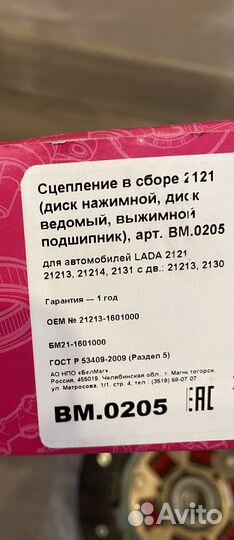 Сцепление в сборе 2121
(диск нажимной, диск
ведомый, выжимной
подшипник), арт. BM.0205
для автомобилей LADA 2121
21213, 21214, 2131 с дв.: 21213, 2130
Гарантия — 1 год
OEM № 21213-1601000
БМ21-1601000
ГОСТ Р 53409-2009 (Раздел 5)
АО НПО «БелМаг»
Россия, 455019, Челябинская обл., г. Магнитогорск,
ул. Матросова, 1/1, стр. 4, тел.: (3519) 58-07-07
BM.0205
EAC
Avito